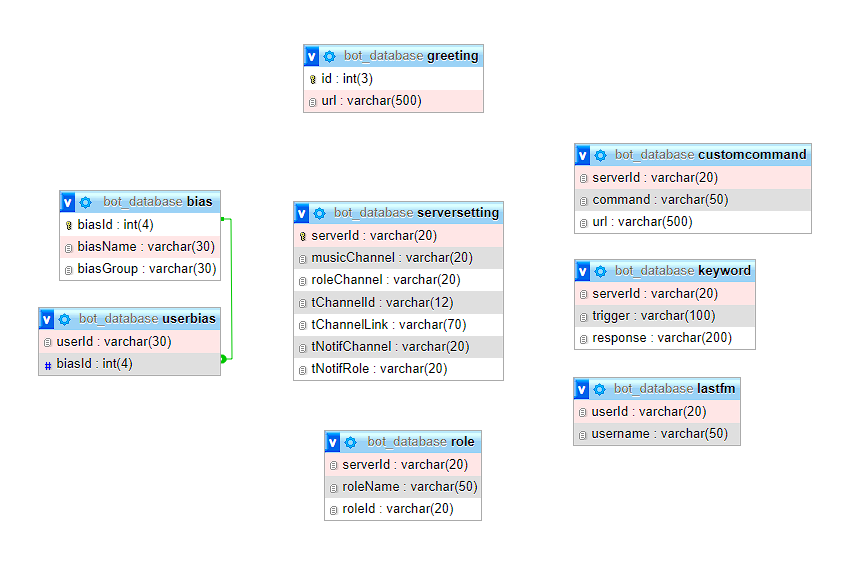 v bot_database greeting
id : int(3)
url : varchar(500)
v bot_database customcommand
serverId : varchar(20)
command : varchar(50)
url : varchar(500)
v bot_database bias
biasId : int(4)
biasName : varchar(30)
biasGroup : varchar(30)
v bot_database serversetting
serverId : varchar(20)
musicChannel : varchar(20)
roleChannel : varchar(20)
tChannelId : varchar(12)
tChannelLink : varchar(70)
tNotifChannel : varchar(20)
tNotifRole : varchar(20)
v bot_database keyword
serverId : varchar(20)
trigger : varchar(100)
response : varchar(200)
v bot_database userbias
userId : varchar(30)
# biasId : int(4)
v bot_database lastfm
userId : varchar(20)
username : varchar(50)
v bot_database role
serverId : varchar(20)
roleName : varchar(50)
roleId : varchar(20)